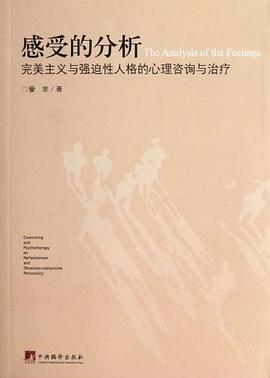 感受的分析
The Analysis of the Feelings
完美主义与强迫性人格的心理咨询与治疗
□訾 非/著
Counseling
and
Psychotherapy
on
Perfectionism
and
Obsessive-compulsive
Personality
中央编译出版社